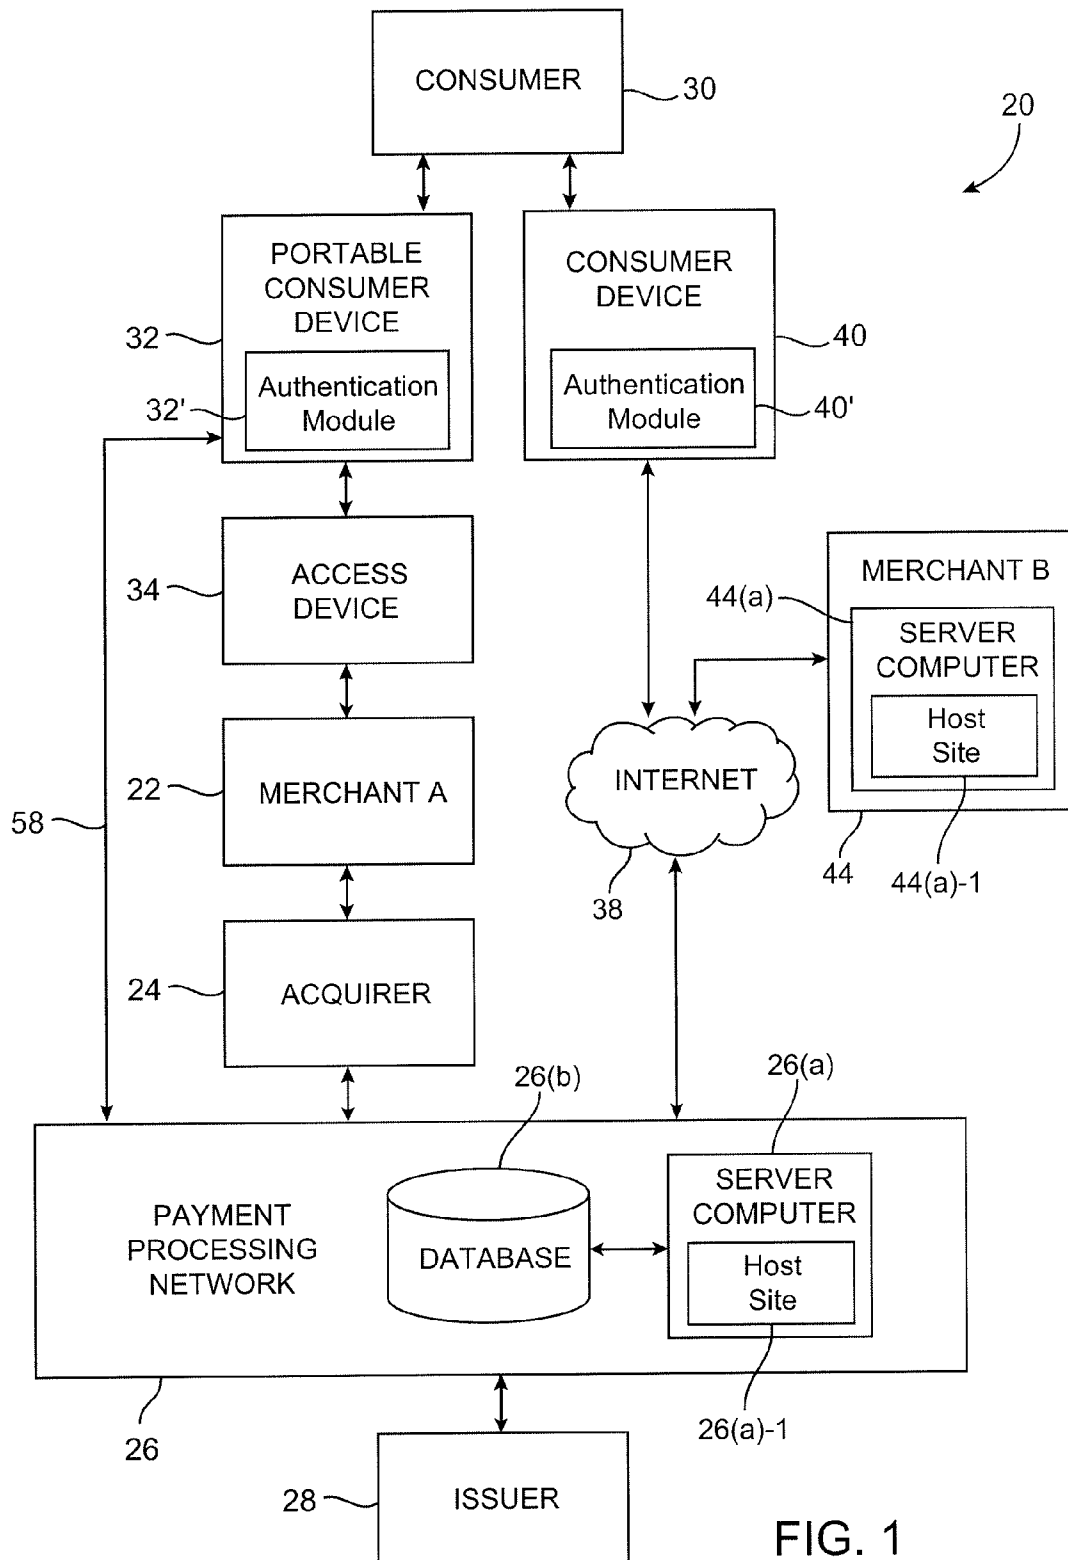 CONSUMER
30
20
PORTABLE
CONSUMER
DEVICE
32
Authentication
Module
32'
CONSUMER
DEVICE
40
Authentication
Module
40'
ACCESS
DEVICE
34
MERCHANT B
44(a)
SERVER
COMPUTER
Host
Site
44
44(a)-1
MERCHANT A
22
58
INTERNET
38
ACQUIRER
24
26(b)
26(a)
PAYMENT
PROCESSING
NETWORK
DATABASE
SERVER
COMPUTER
Host
Site
26
26(a)-1
ISSUER
28
FIG. 1